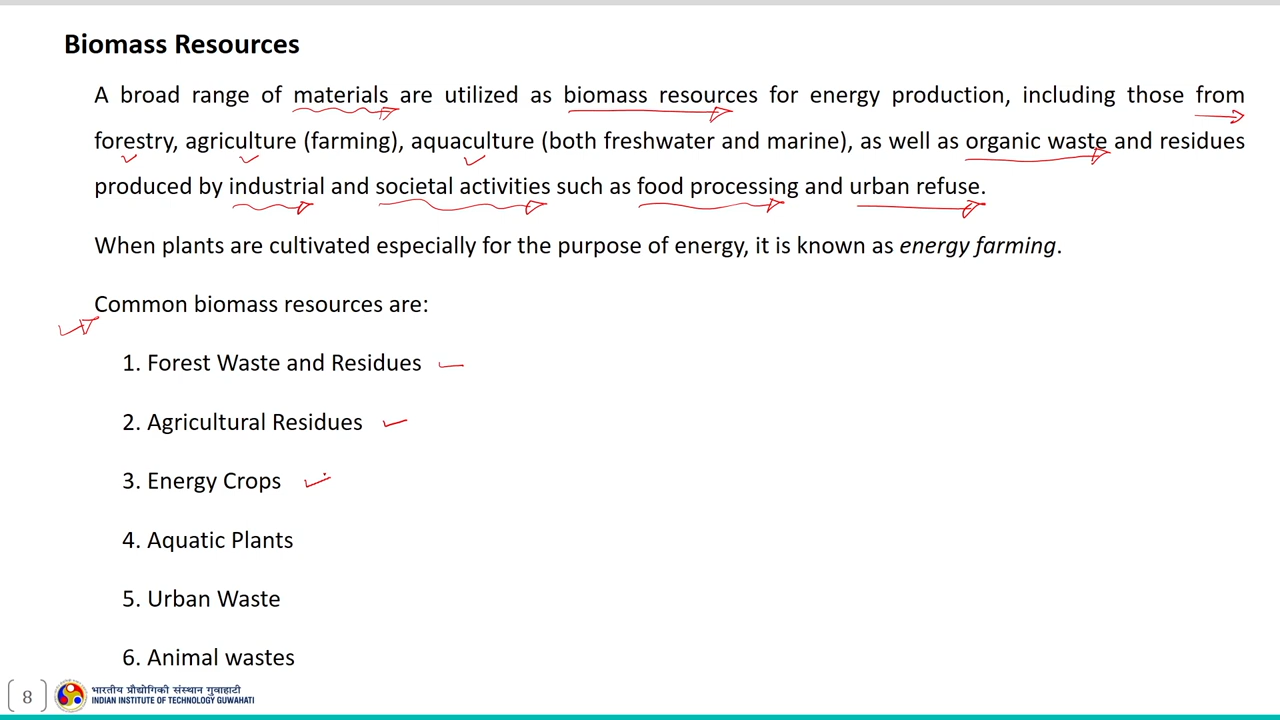 Biomass Resources
A broad range of materials are utilized as biomass resources for energy production, including those from
forestry, agriculture (farming), aquaculture (both freshwater and marine), as well as organic waste and residues
produced by industrial and societal activities such as food processing and urban refuse.
When plants are cultivated especially for the purpose of energy, it is known as energy farming.
Common biomass resources are:
1. Forest Waste and Residues
2. Agricultural Residues
3. Energy Crops
4. Aquatic Plants
5. Urban Waste
6. Animal wastes
8
भारतीय प्रौद्योगिकी संस्थान गुवाहाटी
INDIAN INSTITUTE OF TECHNOLOGY GUWAHATI